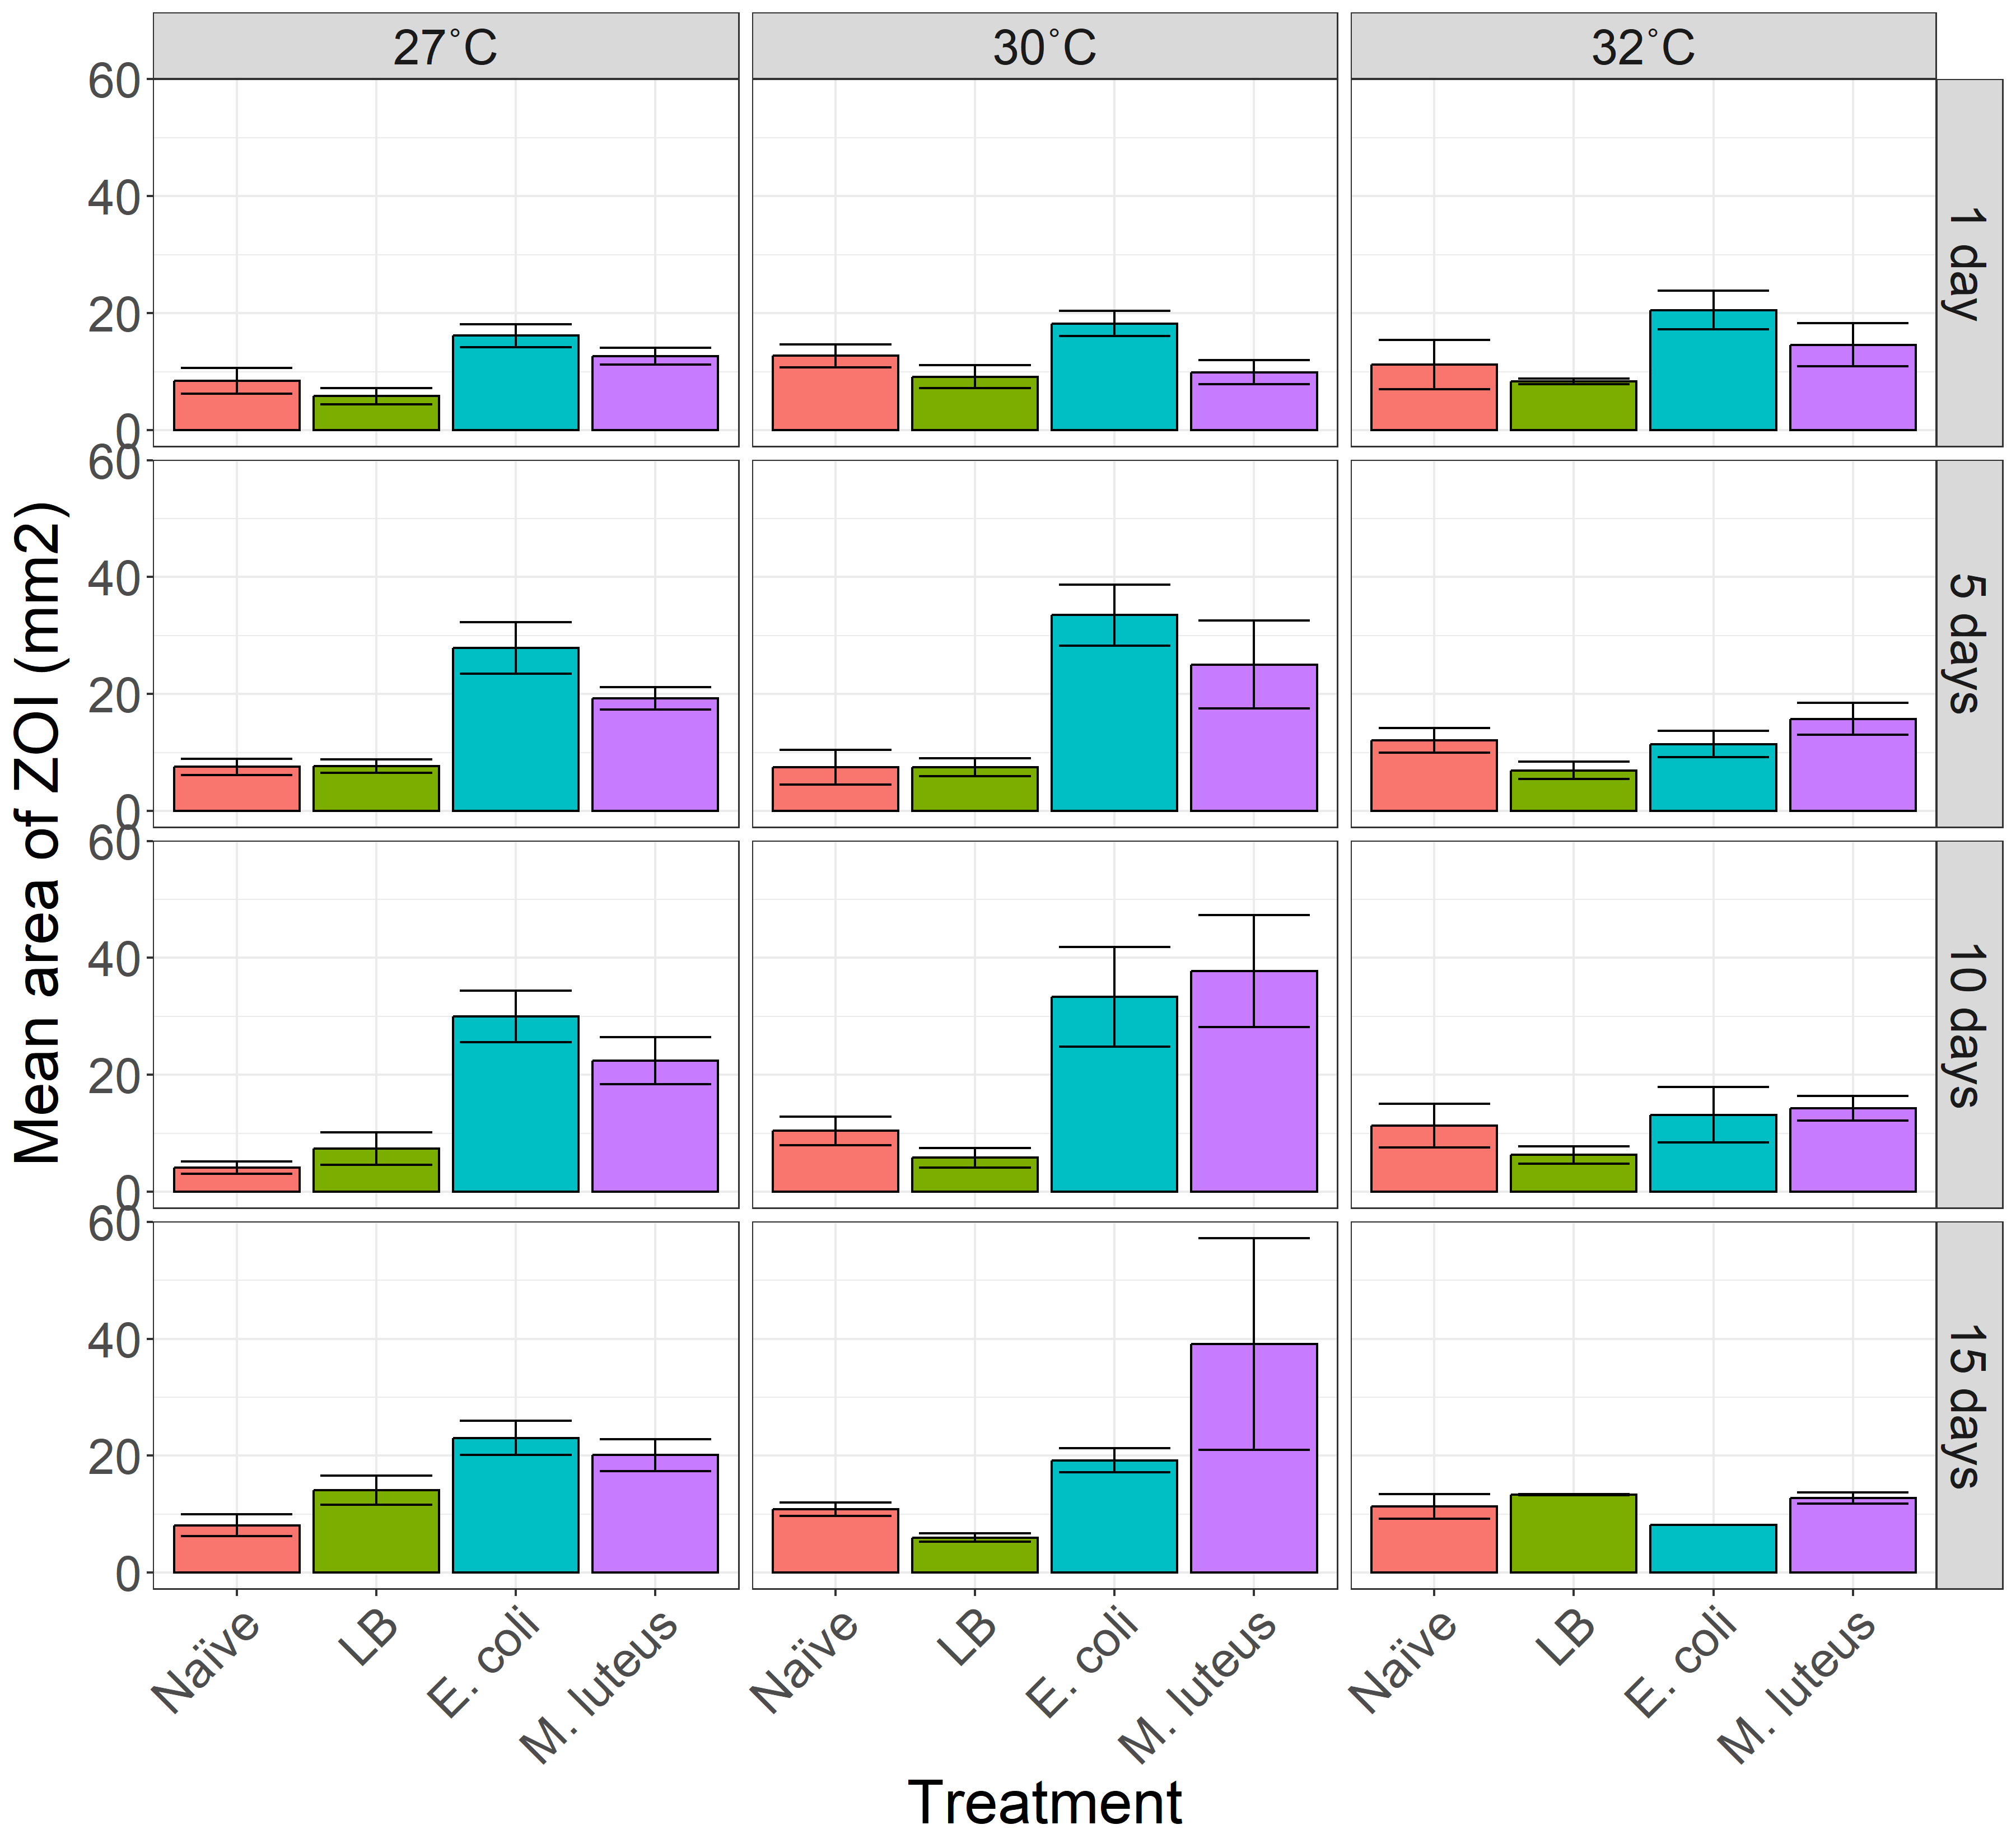 27°C
30°C
32°C
60
40
20
0
1 day
60
40
20
0
5 days
60
40
20
0
10 days
60
40
20
0
15 days
Mean area of ZOI (mm2)
Naïve
LB
E. coli
M. luteus
Naïve
LB
E. coli
M. luteus
Naïve
LB
E. coli
M. luteus
Treatment